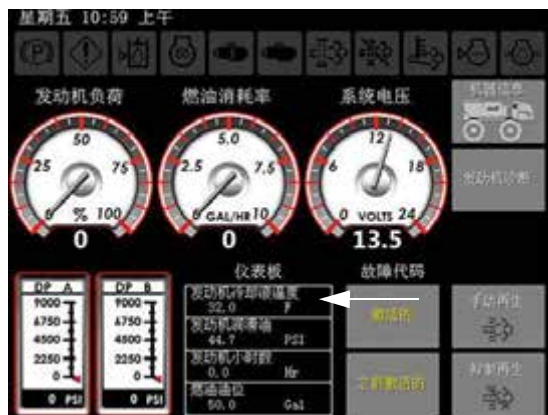 星期五 10:59 上午
发动机负荷
燃油消耗率
系统电压
机器信息
50
25
75
0
% 100
0
5.0
2.5
7.5
0 GAL/HR 10
0
12
6
18
0 VOLTS 24
13.5
发动机诊断
仪表板
故障代码
DP A
9000
6750
4500
2250
0
0 PSI
DP B
9000
6750
4500
2250
0
0 PSI
发动机冷却液温度
32.0 F
发动机润滑油
44.7 PSI
发动机小时数
0.0 Hr
燃油油位
50.0 Gal
激活的
之前激活的
手动再生
抑制再生